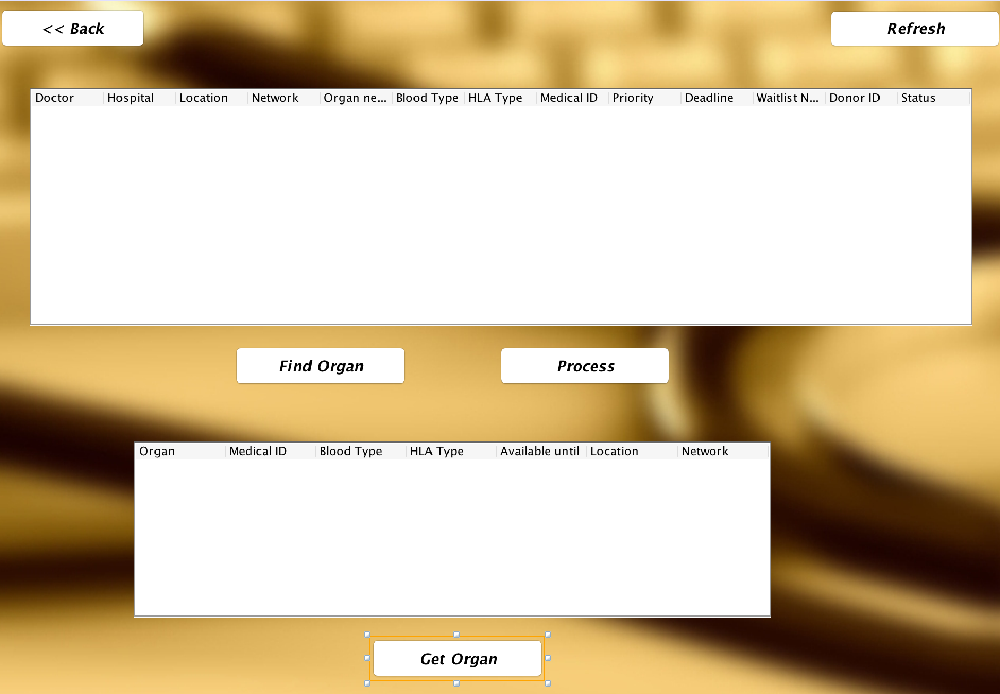 << Back
Refresh
Doctor Hospital Location Network Organ ne... Blood Type HLA Type Medical ID Priority Deadline Waitlist N... Donor ID Status
Find Organ
Process
Organ Medical ID Blood Type HLA Type Available until Location Network
Get Organ